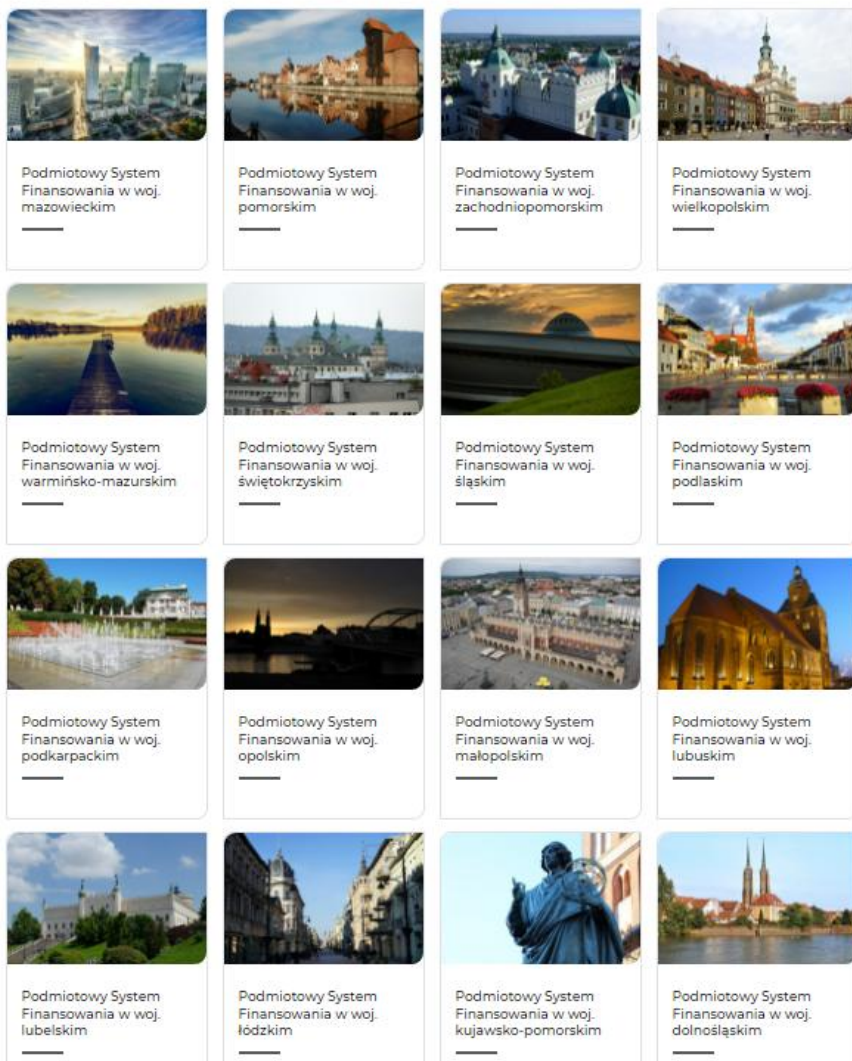 Podmiotowy System
Finansowania w woj.
mazowieckim
Podmiotowy System
Finansowania w woj.
pomorskim
Podmiotowy System
Finansowania w woj.
zachodniopomorskim
Podmiotowy System
Finansowania w woj.
wielkopolskim
Podmiotowy System
Finansowania w woj.
warmińsko-mazurskim
Podmiotowy System
Finansowania w woj.
świętokrzyskim
Podmiotowy System
Finansowania w woj.
śląskim
Podmiotowy System
Finansowania w woj.
podlaskim
Podmiotowy System
Finansowania w woj.
podkarpackim
Podmiotowy System
Finansowania w woj.
opolskim
Podmiotowy System
Finansowania w woj.
małopolskim
Podmiotowy System
Finansowania w woj.
lubuskim
Podmiotowy System
Finansowania w woj.
lubelskim
Podmiotowy System
Finansowania w woj.
łódzkim
Podmiotowy System
Finansowania w woj.
kujawsko-pomorskim
Podmiotowy System
Finansowania w woj.
dolnośląskim